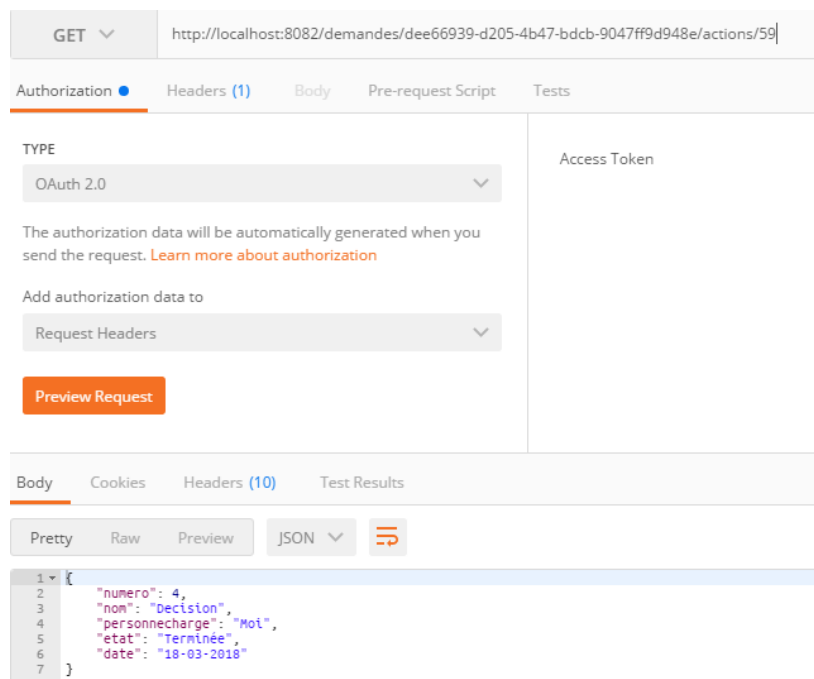 GET http://localhost:8082/demandes/dee66939-d205-4b47-bdcb-9047ff9d948e/actions/59
Authorization Headers (1) Body Pre-request Script Tests
TYPE
Access Token
OAuth 2.0
The authorization data will be automatically generated when you
send the request. Learn more about authorization
Add authorization data to
Request Headers
Preview Request
Body Cookies Headers (10) Test Results
Pretty Raw Preview JSON
1 {
2 "numero": 4,
3 "nom": "Decision",
4 "personnecharge": "Moi",
5 "etat": "Terminée",
6 "date": "18-03-2018"
7 }